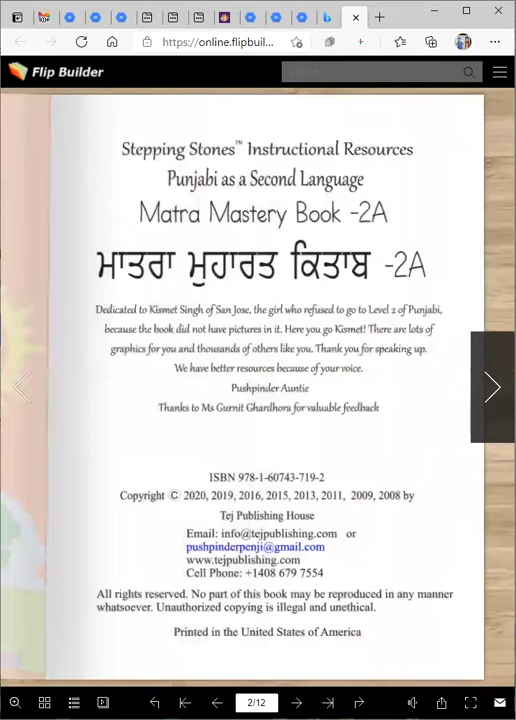 https://online.flipbuil...
Flip Builder
Search
Stepping Stones™ Instructional Resources
Punjabi as a Second Language
Matra Mastery Book -2A
ਮਾਤਰਾ ਮੁਹਾਰਤ ਕਿਤਾਬ -2A
Dedicated to Kismet Singh of San Jose, the girl who refused to go to Level 2 of Punjabi,
because the book did not have pictures in it. Here you go Kismet! There are lots of
graphics for you and thousands of others like you. Thank you for speaking up.
We have better resources because of your voice.
Pushpinder Auntie
Thanks to Ms Gurnit Ghardhora for valuable feedback
ISBN 978-1-60743-719-2
Copyright © 2020, 2019, 2016, 2015, 2013, 2011, 2009, 2008 by
Tej Publishing House
Email: info@tejpublishing.com or
pushpinderpenji@gmail.com
www.tejpublishing.com
Cell Phone: +1408 679 7554
All rights reserved. No part of this book may be reproduced in any manner
whatsoever. Unauthorized copying is illegal and unethical.
Printed in the United States of America
2/12